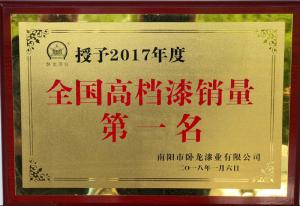 授予2017年度
全国高档漆销量
第一名
南阳市卧龙漆业有限公司
二〇一八年一月六日